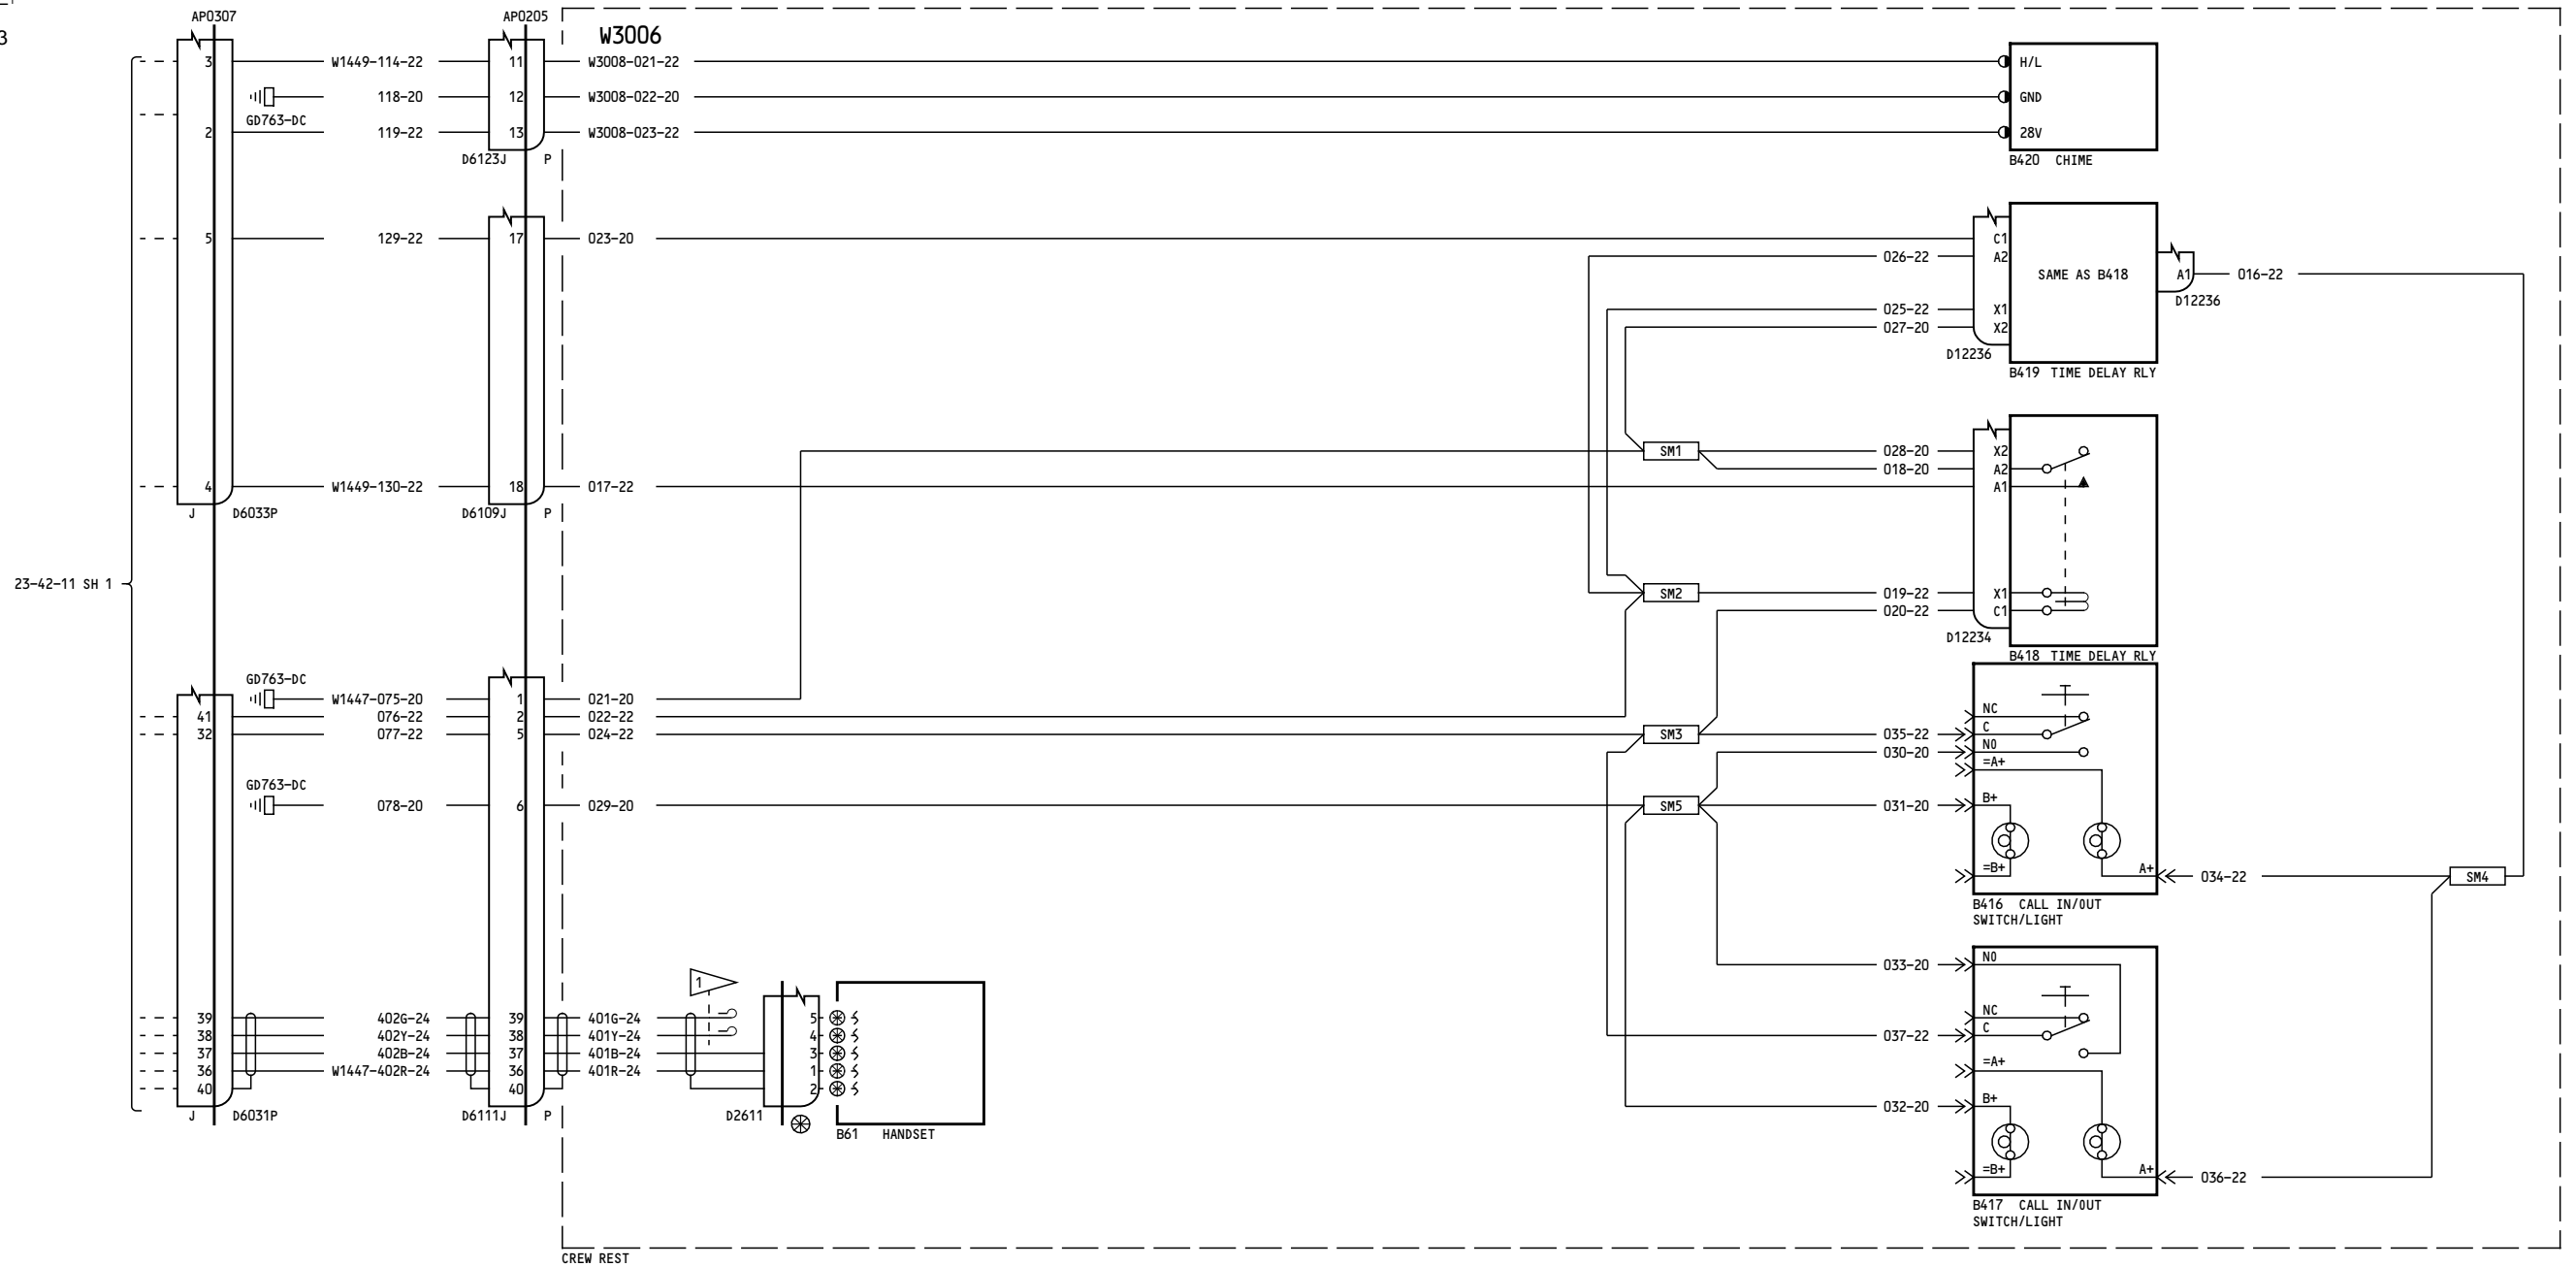 3
AP0307
AP0205
W3006
3 W1449-114-22 11 W3008-021-22 H/L
118-20 12 W3008-022-20 GND
GD763-DC
2 119-22 13 W3008-023-22 28V
D6123J P
B420 CHIME
5 129-22 17 023-20 C1
026-22 A2
SAME AS B418
A1 016-22
D12236
025-22 X1
027-20 X2
D12236
B419 TIME DELAY RLY
SM1 028-20 X2
018-20 A2
4 W1449-130-22 18 017-22 A1
J D6033P D6109J P
23-42-11 SH 1
SM2 019-22 X1
020-22 C1
D12234
B418 TIME DELAY RLY
GD763-DC
W1447-075-20 1 021-20
41 076-22 2 022-22 NC
32 077-22 5 024-22 SM3 035-22 C
030-20 NO
=A+
GD763-DC
078-20 6 029-20 SM5 031-20 B+
=B+ A+ 034-22 SM4
B416 CALL IN/OUT
SWITCH/LIGHT
033-20 NO
1
39 402G-24 39 401G-24 5 NC
38 402Y-24 38 401Y-24 4 037-22 C
37 402B-24 37 401B-24 3
36 W1447-402R-24 36 401R-24 1 =A+
40 40 2
J D6031P D6111J P D2611
032-20 B+
B61 HANDSET
=B+ A+ 036-22
B417 CALL IN/OUT
SWITCH/LIGHT
CREW REST